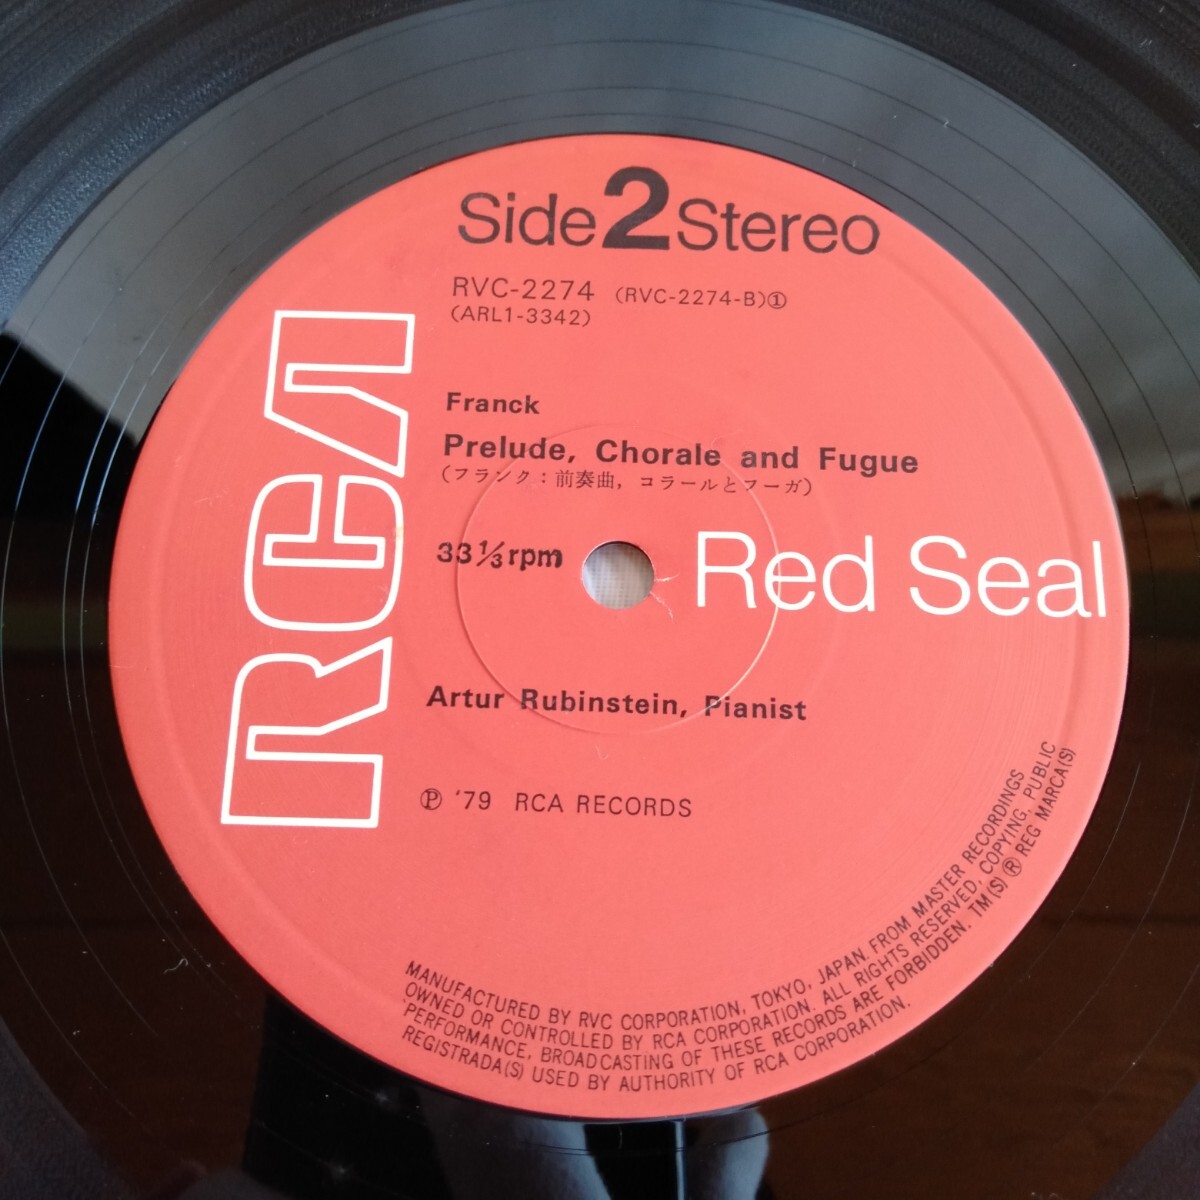 Side 2 Stereo
RVC-2274 (RVC-2274-B)①
(ARL1-3342)
RCA
Franck
Prelude, Chorale and Fugue
(フランク：前奏曲，コラールとフーガ)
33 1/3 rpm
Red Seal
Artur Rubinstein, Pianist
Ⓟ '79 RCA RECORDS
MANUFACTURED BY RVC CORPORATION, TOKYO, JAPAN. FROM MASTER RECORDINGS
OWNED OR CONTROLLED BY RCA CORPORATION. ALL RIGHTS RESERVED, COPYING, PUBLIC
PERFORMANCE, BROADCASTING OF THESE RECORDS ARE FORBIDDEN. TM(S) ® REG MARCA(S)
REGISTRADA(S) USED BY AUTHORITY OF RCA CORPORATION.